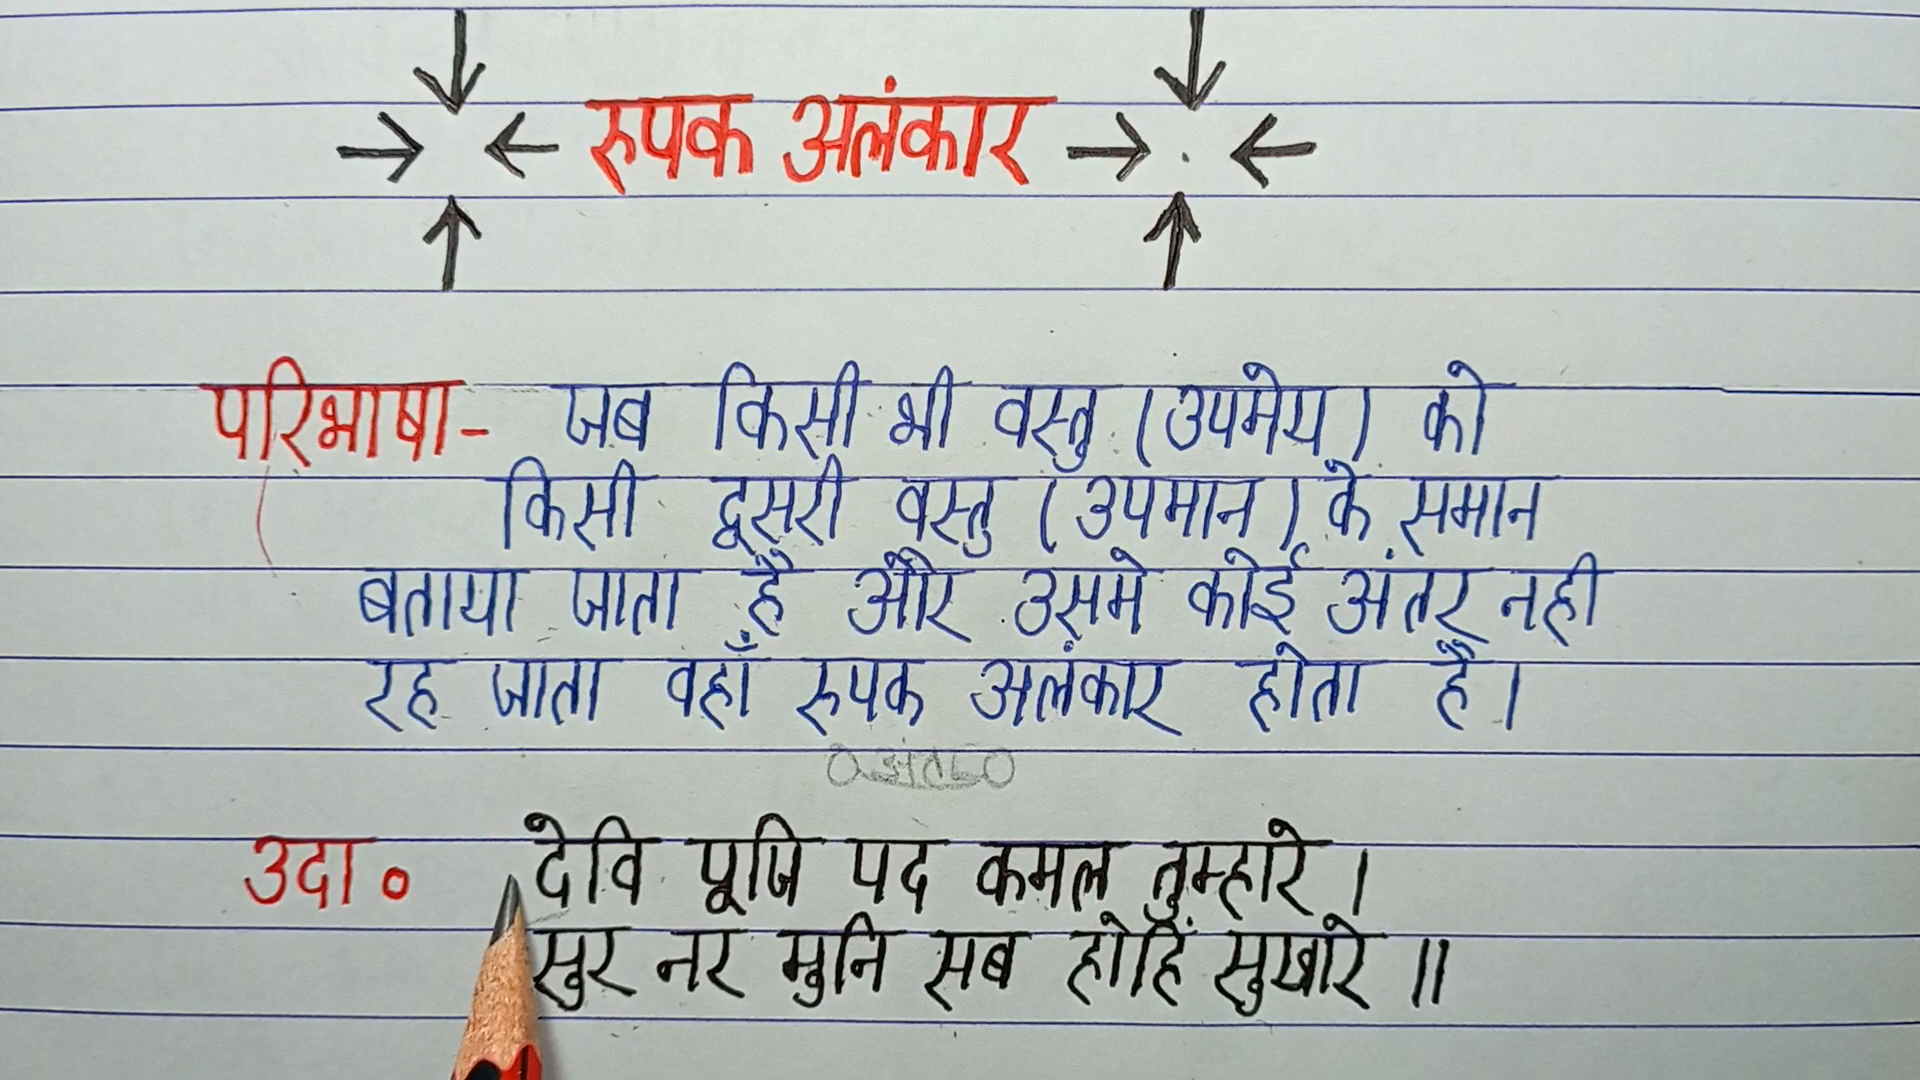 रुपक अलंकार
परिभाषा- जब किसी भी वस्तु (उपमेय) को
किसी दूसरी वस्तु (उपमान) के समान
बताया जाता है और उसमे कोई अंतर नही
रह जाता वहाँ रुपक अलंकार होता है।
उदा० देवि पूजि पद कमल तुम्हारे।
सुर नर मुनि सब होहिं सुखारे॥